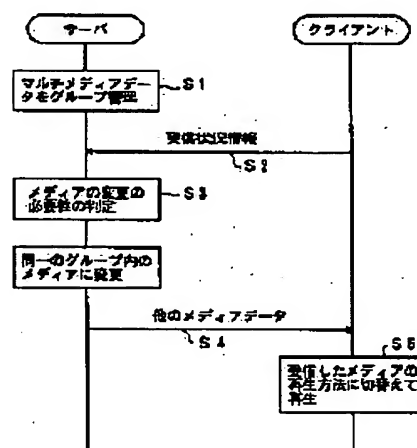 サーバ
クライアント
マルチメディアデー
タをグループ管理
S1
受信状況情報
S2
メディアの変更の
必要性の判定
S3
同一のグループ内の
メディアに変更
他のメディアデータ
S4
S5
受信したメディアの
再生方法に切替えて
再生